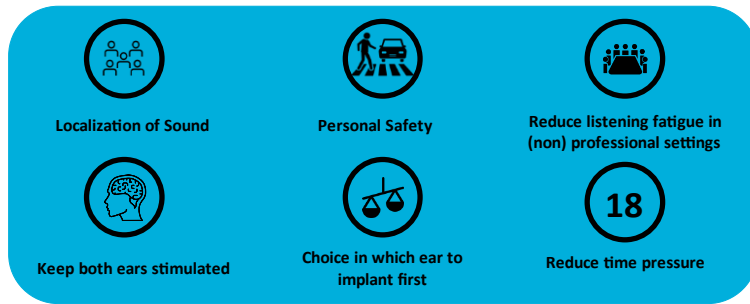 Localization of Sound
Personal Safety
Reduce listening fatigue in
(non) professional settings
Keep both ears stimulated
Choice in which ear to
implant first
18
Reduce time pressure